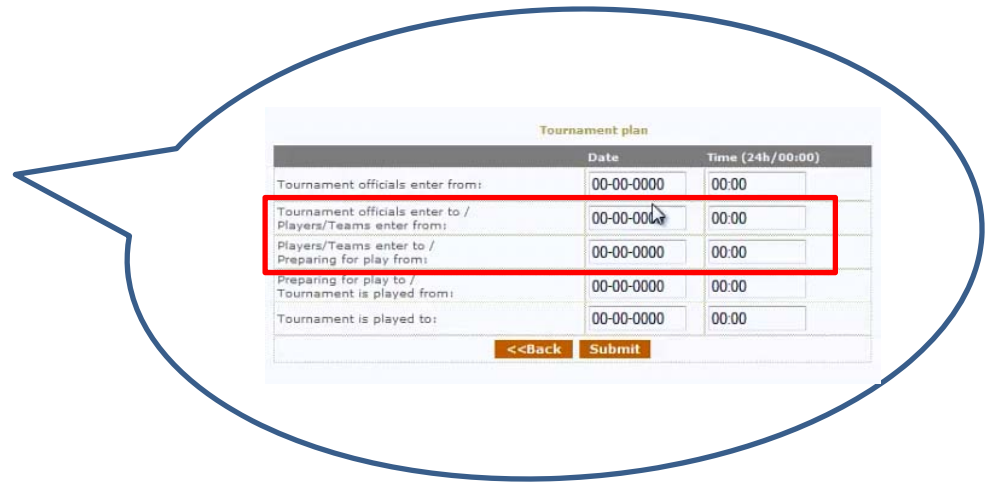 Tournament plan
Date Time (24h/00:00)
Tournament officials enter from: 00-00-0000 00:00
Tournament officials enter to /
Players/Teams enter from: 00-00-0000 00:00
Players/Teams enter to /
Preparing for play from: 00-00-0000 00:00
Preparing for play to /
Tournament is played from: 00-00-0000 00:00
Tournament is played to: 00-00-0000 00:00
<<Back Submit